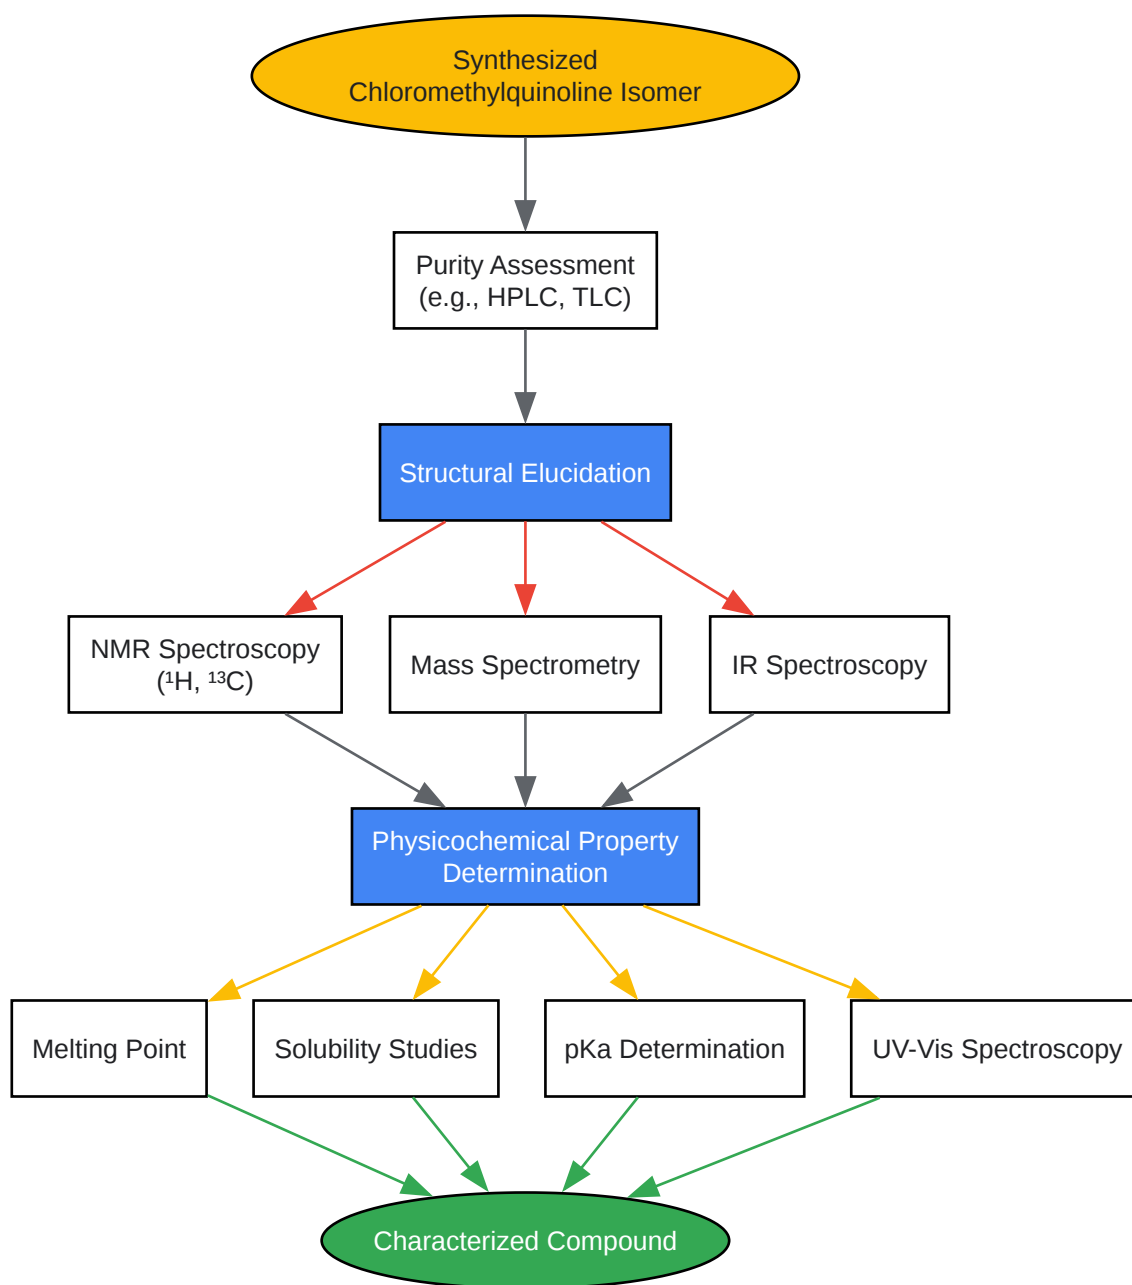 Synthesized
Chloromethylquinoline Isomer
Purity Assessment
(e.g., HPLC, TLC)
Structural Elucidation
NMR Spectroscopy
(¹H, ¹³C)
Mass Spectrometry
IR Spectroscopy
Physicochemical Property
Determination
Melting Point
Solubility Studies
pKa Determination
UV-Vis Spectroscopy
Characterized Compound